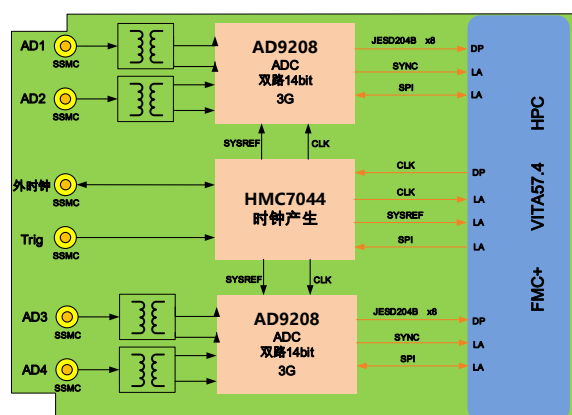 AD1
SSMC
AD2
SSMC
AD9208
ADC
双路14bit
3G
JESD204B x8
DP
SYNC
LA
SPI
LA
SYSREF
CLK
外时钟
SSMC
Trig
SSMC
HMC7044
时钟产生
CLK
DP
CLK
LA
SYSREF
LA
SPI
LA
SYSREF
CLK
AD3
SSMC
AD4
SSMC
AD9208
ADC
双路14bit
3G
JESD204B x8
DP
SYNC
LA
SPI
LA
FMC+ VITA57.4 HPC